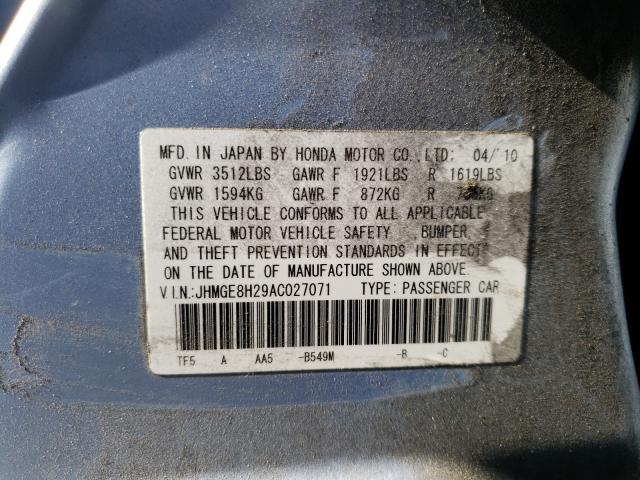 MFD. IN JAPAN BY HONDA MOTOR CO., LTD: 04/'10
GVWR 3512LBS GAWR F 1921LBS R 1619LBS
GVWR 1594KG GAWR F 872KG R
THIS VEHICLE CONFORMS TO ALL APPLICABLE
FEDERAL MOTOR VEHICLE SAFETY, BUMPER,
AND THEFT PREVENTION STANDARDS IN EFFECT
ON THE DATE OF MANUFACTURE SHOWN ABOVE.
V.I.N.:JHMGE8H29AC027071 TYPE: PASSENGER CAR
TF5 A AA5 -B549M -R -C